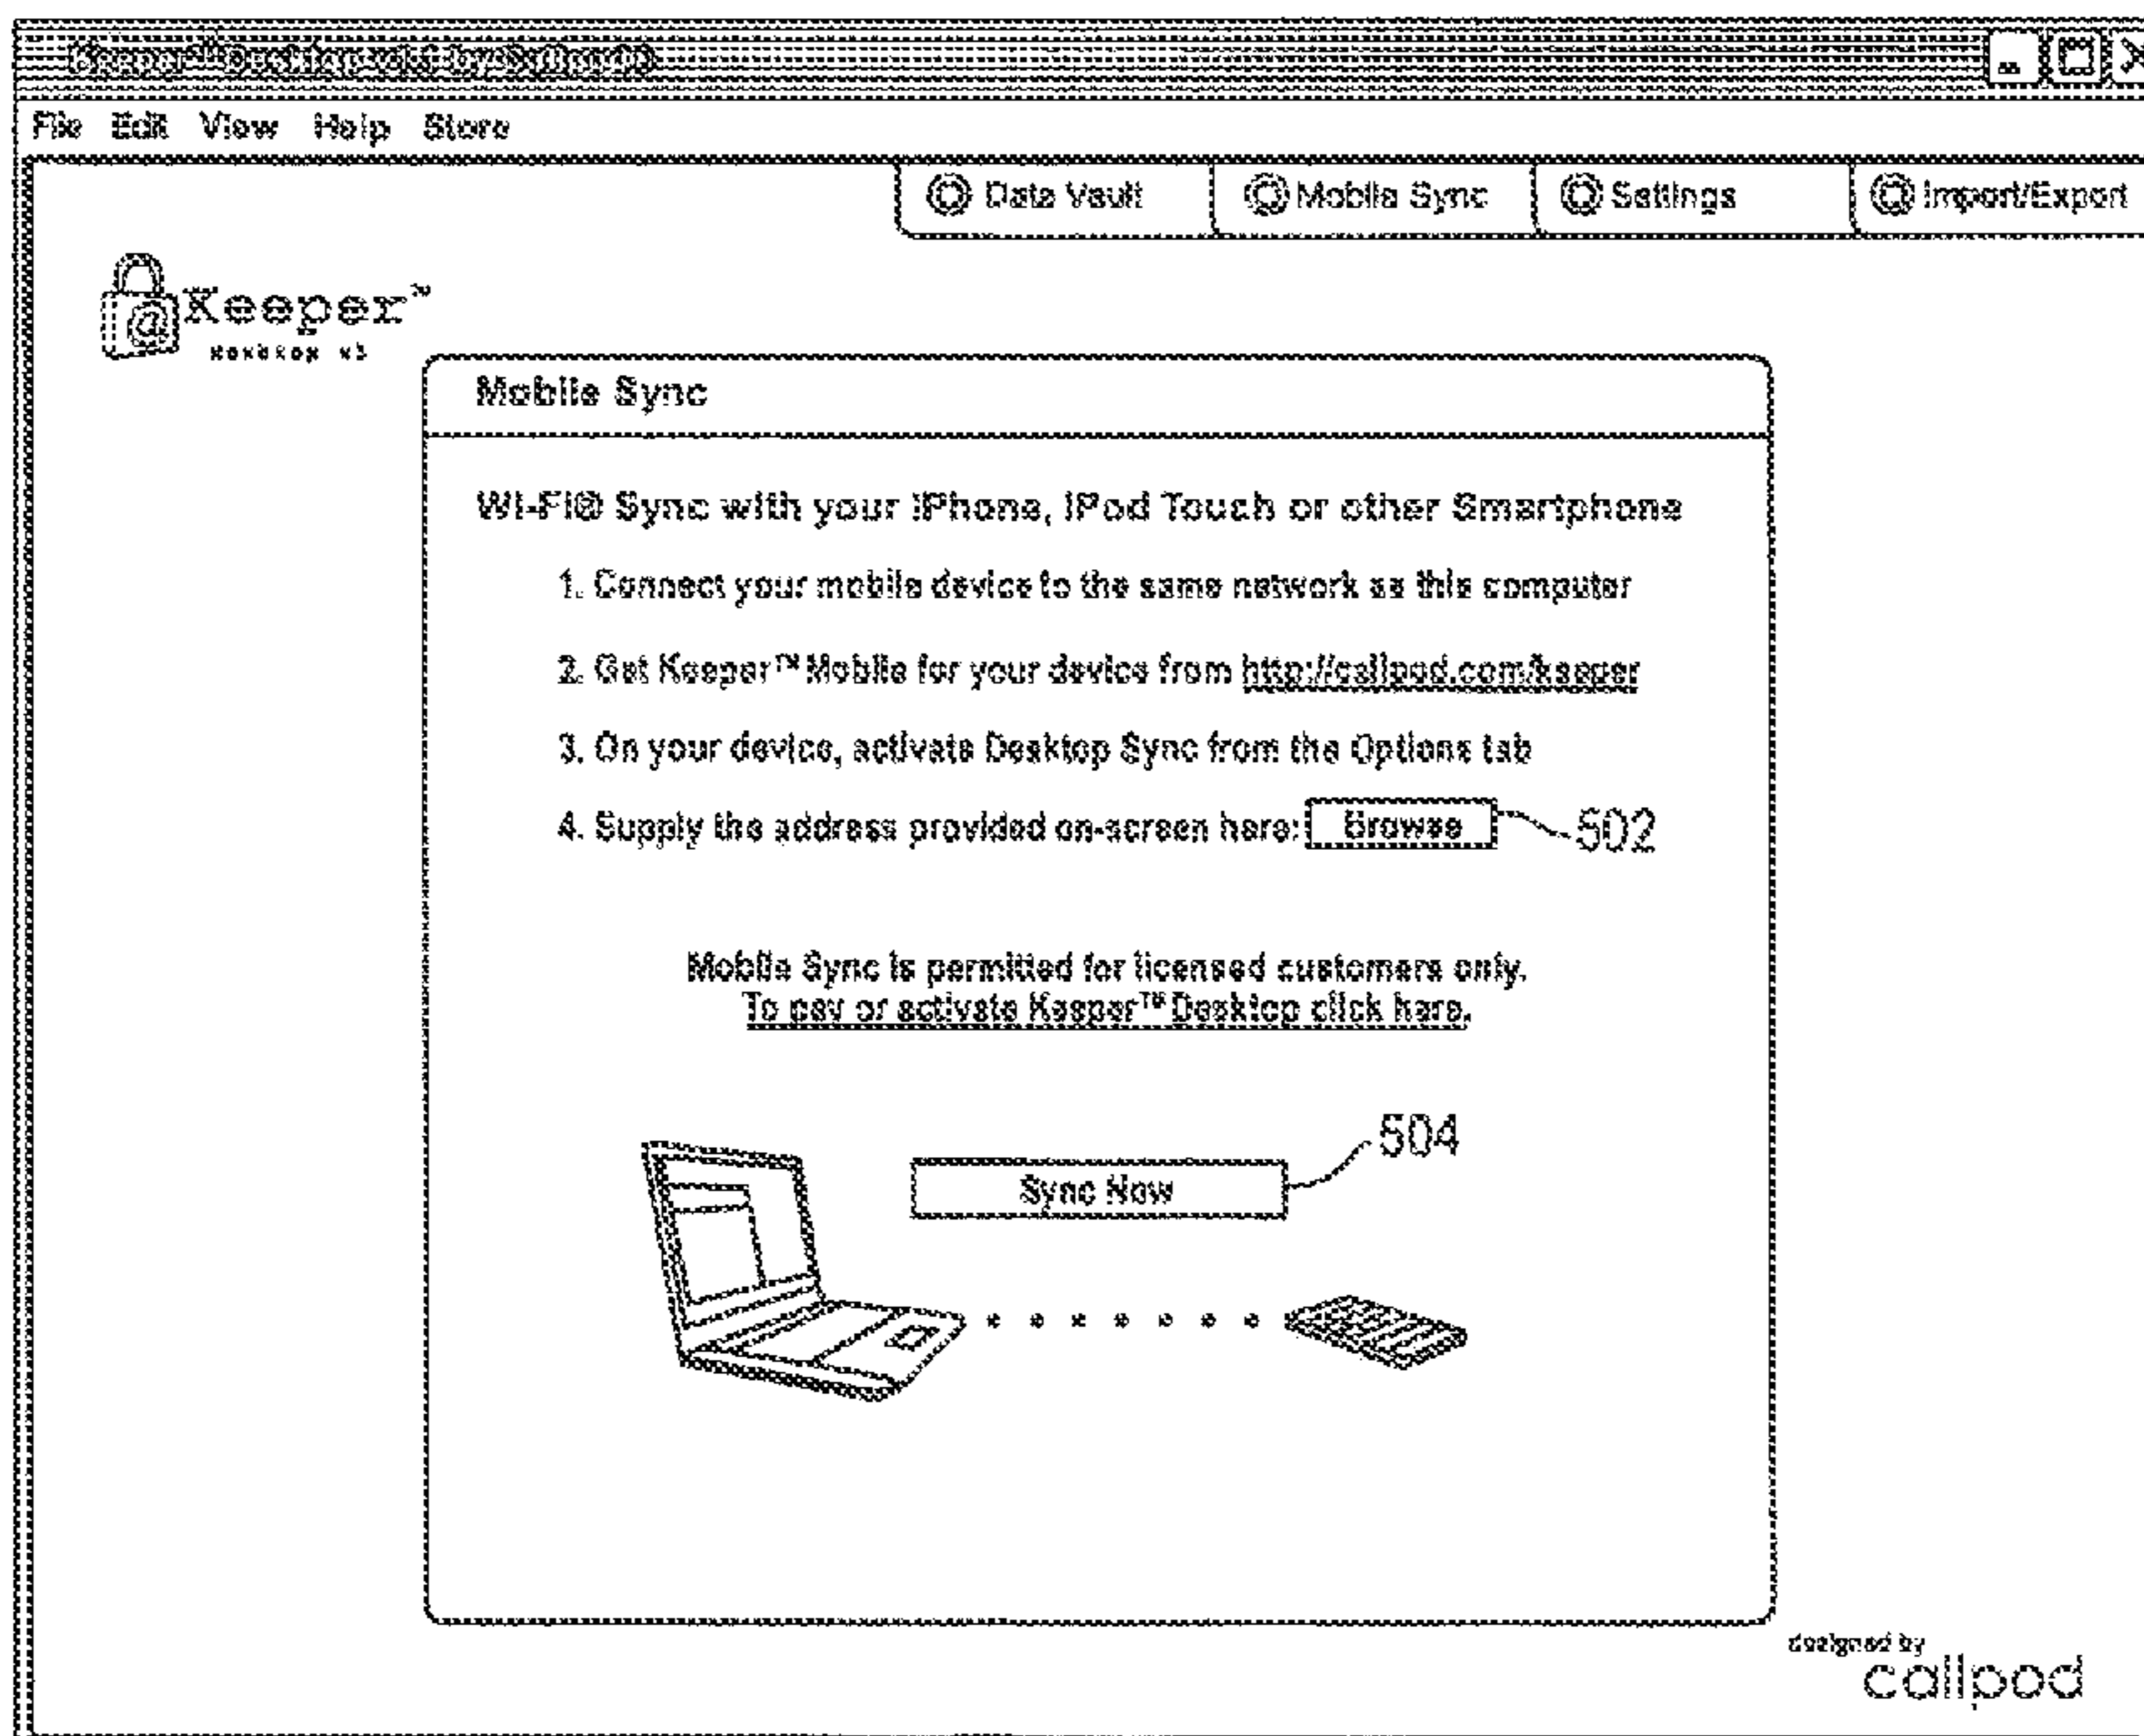 Keeper™ Desktop
File Edit View Help Store
Data Vault Mobile Sync Settings Import/Export
@ Keeper™
Mobile Sync
Wi-Fi® Sync with your iPhone, iPod Touch or other Smartphone
1. Connect your mobile device to the same network as this computer
2. Get Keeper™ Mobile for your device from http://callpod.com/keeper
3. On your device, activate Desktop Sync from the Options tab
4. Supply the address provided on-screen here: Browse 502
Mobile Sync is permitted for licensed customers only.
To pay or activate Keeper™ Desktop click here.
504
Sync Now
designed by
callpod